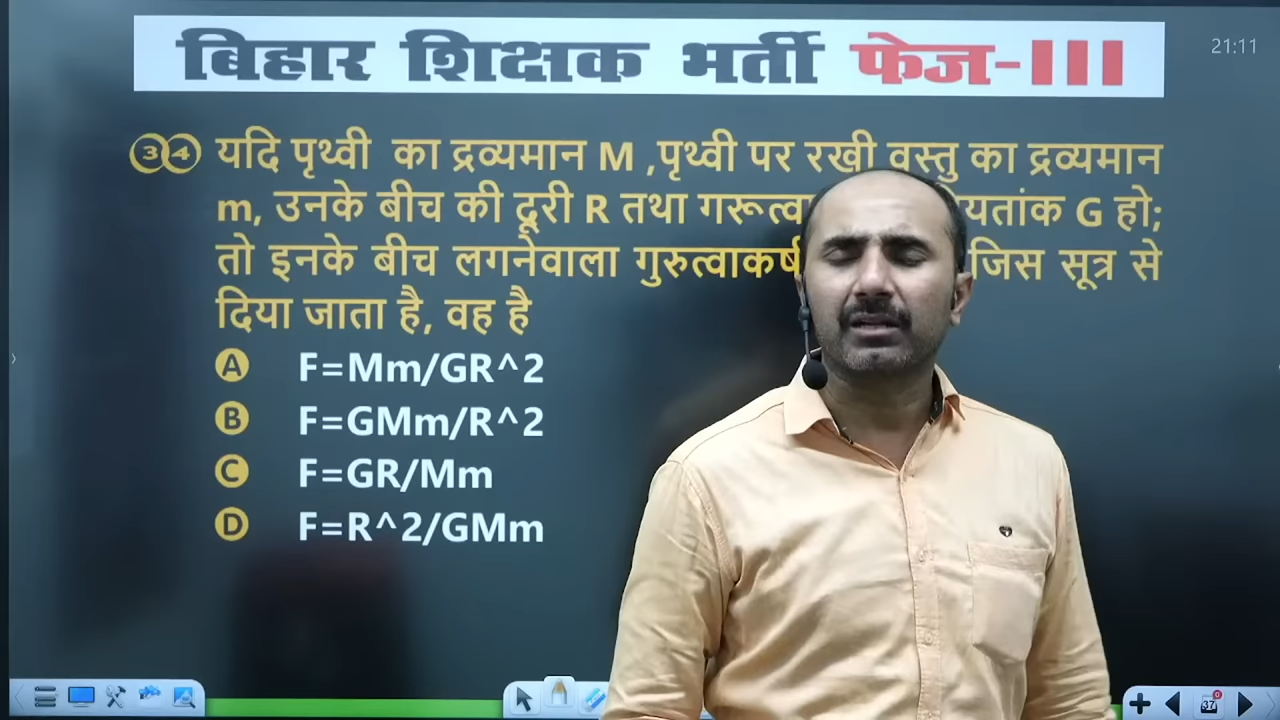 बिहार शिक्षक भर्ती फेज-III
21:11
34 यदि पृथ्वी का द्रव्यमान M ,पृथ्वी पर रखी वस्तु का द्रव्यमान
m, उनके बीच की दूरी R तथा G हो;
तो इनके बीच लगनेवाला जिस सूत्र से
दिया जाता है, वह है
A F=Mm/GR^2
B F=GMm/R^2
C F=GR/Mm
D F=R^2/GMm
37